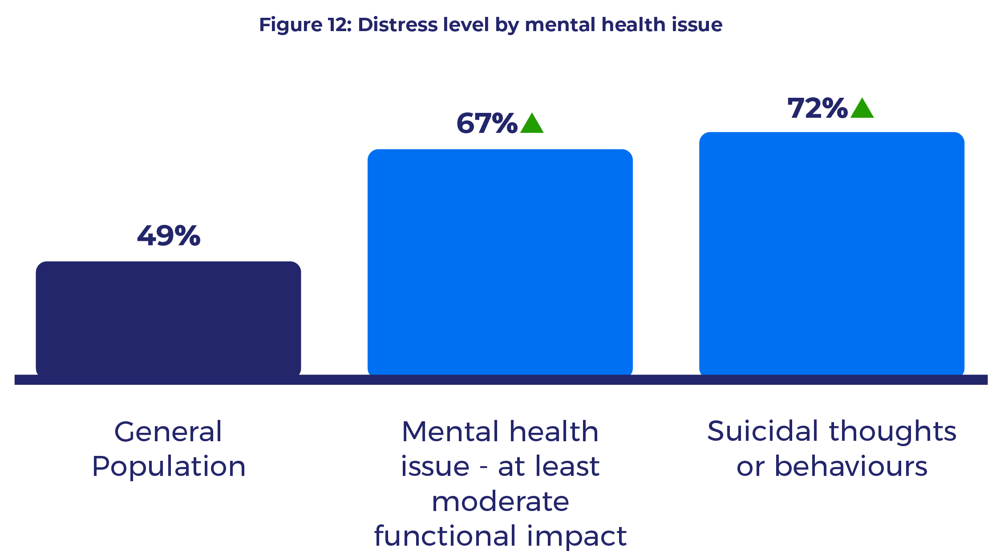 Figure 12: Distress level by mental health issue
49%
67%
72%
General
Population
Mental health
issue - at least
moderate
functional impact
Suicidal thoughts
or behaviours